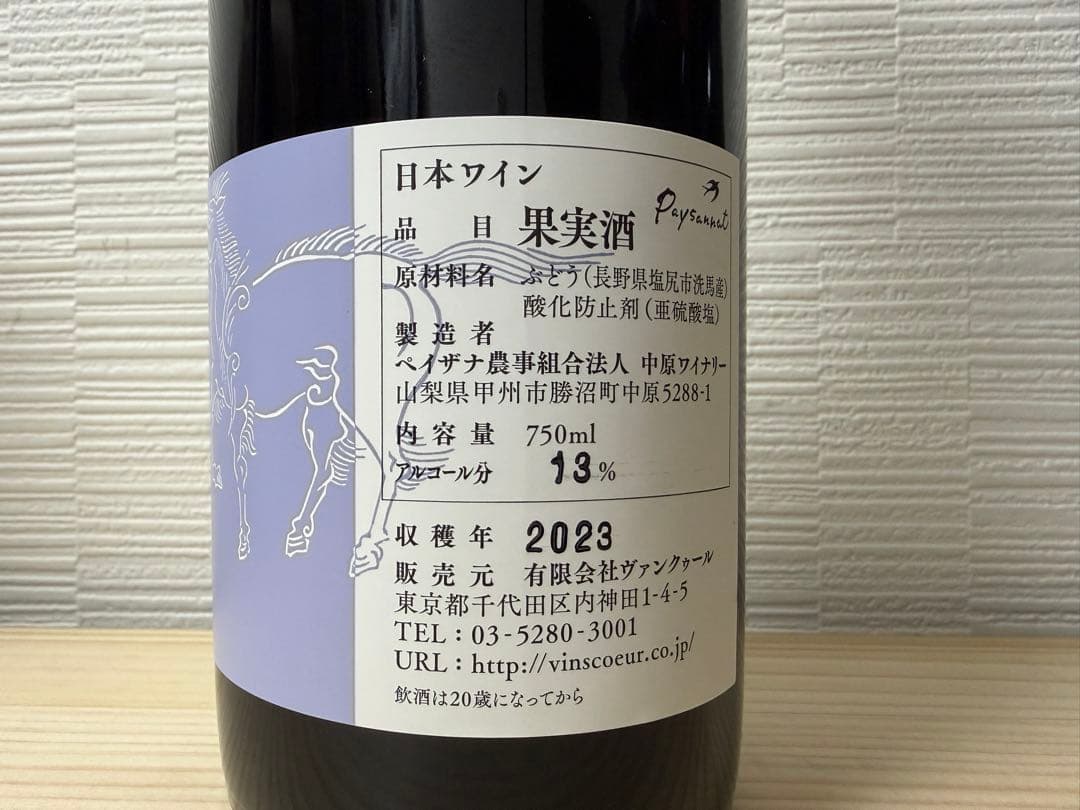 日本ワイン
Paysannat
品目 果実酒
原材料名 ぶどう(長野県塩尻市洗馬産)
酸化防止剤(亜硫酸塩)
製造者
ペイザナ農事組合法人 中原ワイナリー
山梨県甲州市勝沼町中原5288-1
内容量 750ml
アルコール分 13%
収穫年 2023
販売元 有限会社ヴァンクゥール
東京都千代田区内神田1-4-5
TEL:03-5280-3001
URL:http://vinscoeur.co.jp/
飲酒は20歳になってから